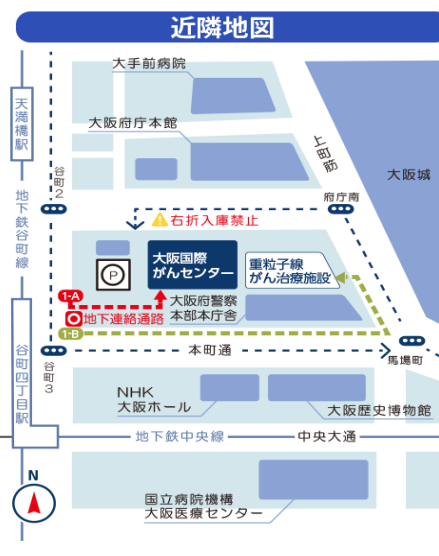 近隣地図
大手前病院
天満橋駅
大阪府庁本館
上町筋
大阪城
谷町2
府庁南
地下鉄谷町線
右折入庫禁止
大阪国際
がんセンター
重粒子線
がん治療施設
P
1-A
大阪府警察
本部本庁舎
地下連絡通路
1-B
本町通
馬場町
谷町3
谷町四丁目駅
NHK
大阪ホール
大阪歴史博物館
地下鉄中央線
中央大通
N
国立病院機構
大阪医療センター